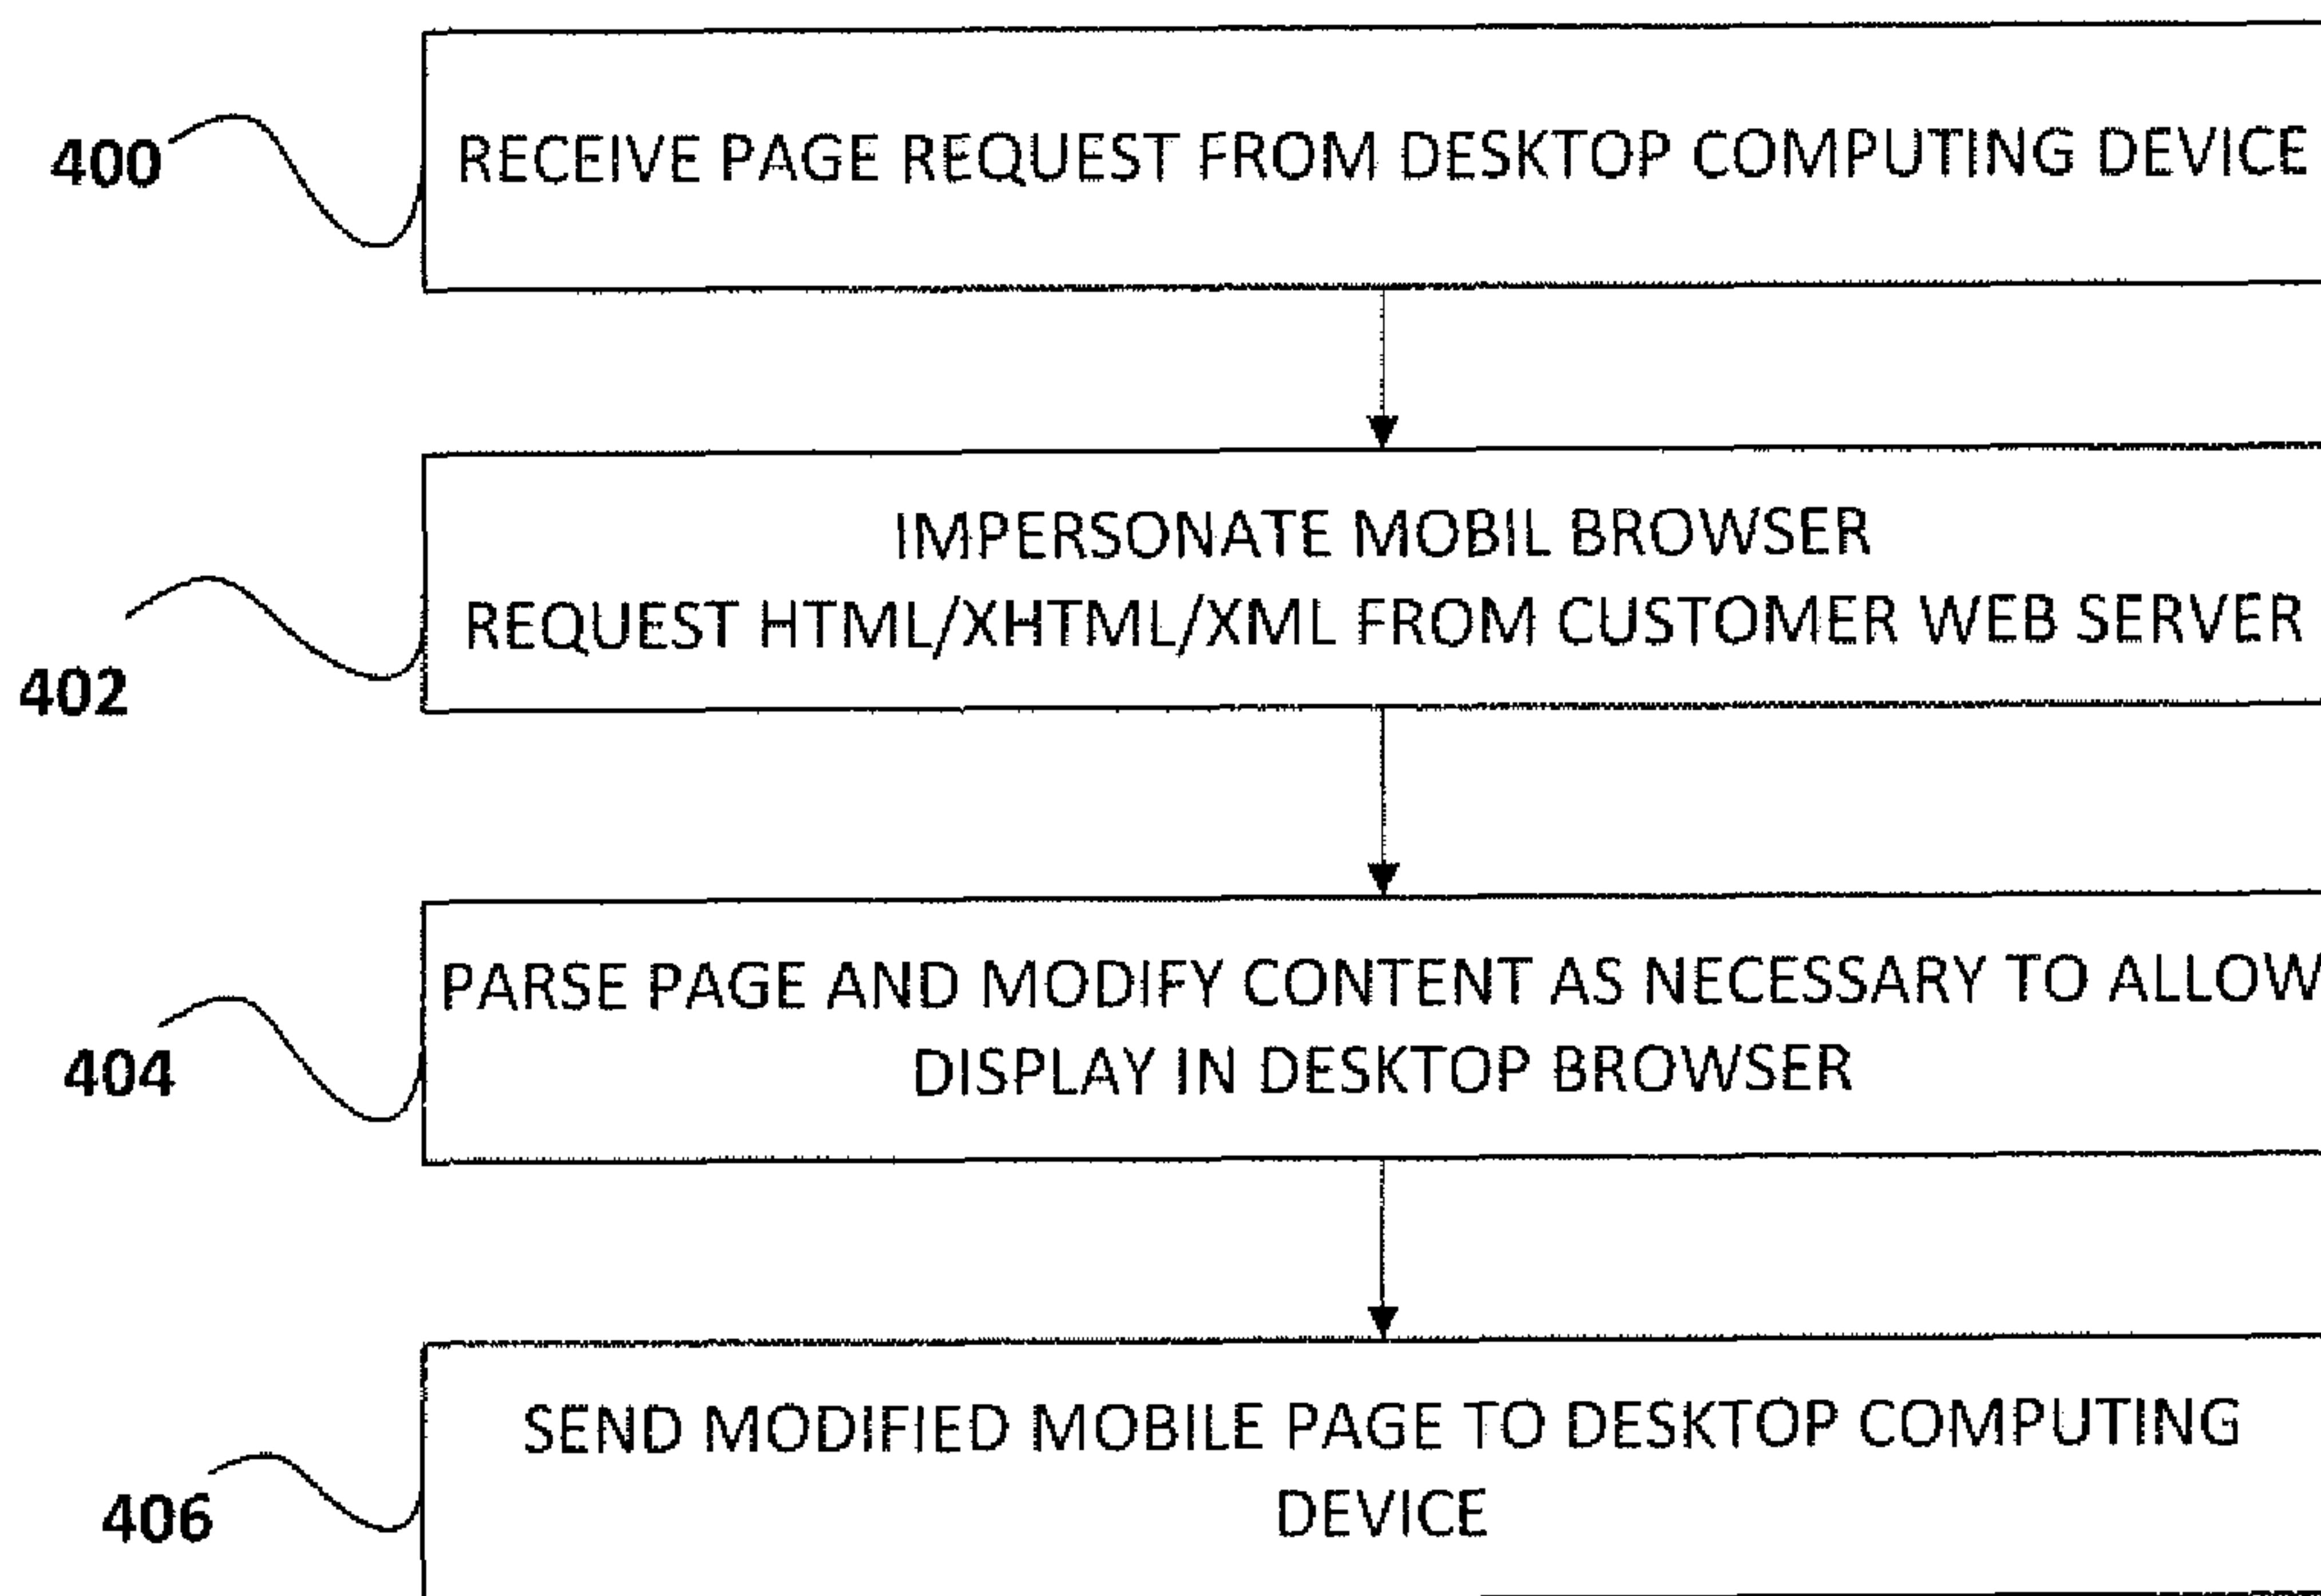 400
RECEIVE PAGE REQUEST FROM DESKTOP COMPUTING DEVICE
IMPERSONATE MOBIL BROWSER
REQUEST HTML/XHTML/XML FROM CUSTOMER WEB SERVER
402
PARSE PAGE AND MODIFY CONTENT AS NECESSARY TO ALLOW
DISPLAY IN DESKTOP BROWSER
404
SEND MODIFIED MOBILE PAGE TO DESKTOP COMPUTING
DEVICE
406